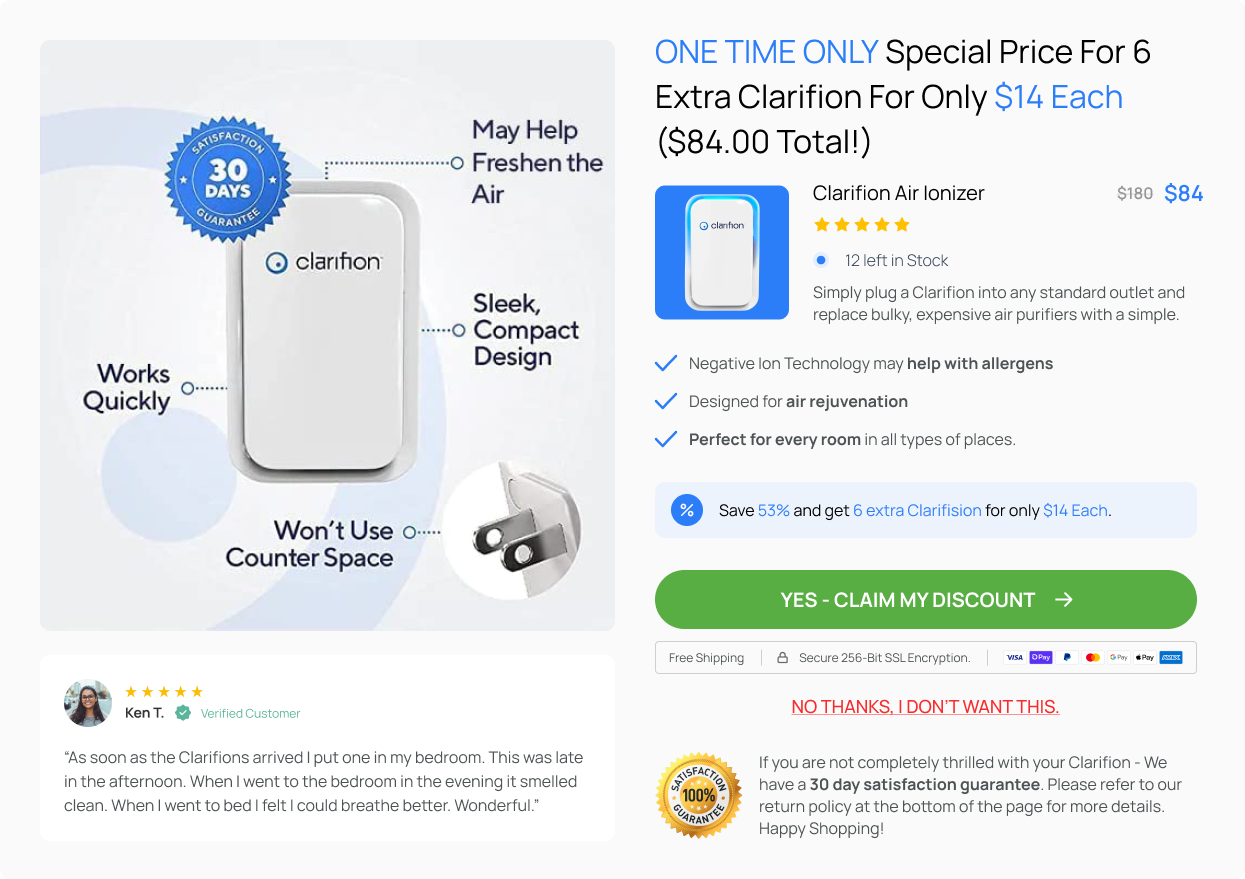 SATISFACTION
30
DAYS
GUARANTEE
May Help
Freshen the
Air
clarifion
Sleek,
Compact
Design
Works
Quickly
Won't Use
Counter Space
Ken T.
Verified Customer
“As soon as the Clarifions arrived I put one in my bedroom. This was late
in the afternoon. When I went to the bedroom in the evening it smelled
clean. When I went to bed I felt I could breathe better. Wonderful.”
ONE TIME ONLY Special Price For 6
Extra Clarifion For Only $14 Each
($84.00 Total!)
clarifion
Clarifion Air Ionizer
$180 $84
12 left in Stock
Simply plug a Clarifion into any standard outlet and
replace bulky, expensive air purifiers with a simple.
Negative Ion Technology may help with allergens
Designed for air rejuvenation
Perfect for every room in all types of places.
% Save 53% and get 6 extra Clarifision for only $14 Each.
YES - CLAIM MY DISCOUNT
Free Shipping
Secure 256-Bit SSL Encryption.
VISA
Pay
G Pay
Pay
AMEX
NO THANKS, I DON'T WANT THIS.
SATISFACTION
100%
GUARANTEE
If you are not completely thrilled with your Clarifion - We
have a 30 day satisfaction guarantee. Please refer to our
return policy at the bottom of the page for more details.
Happy Shopping!